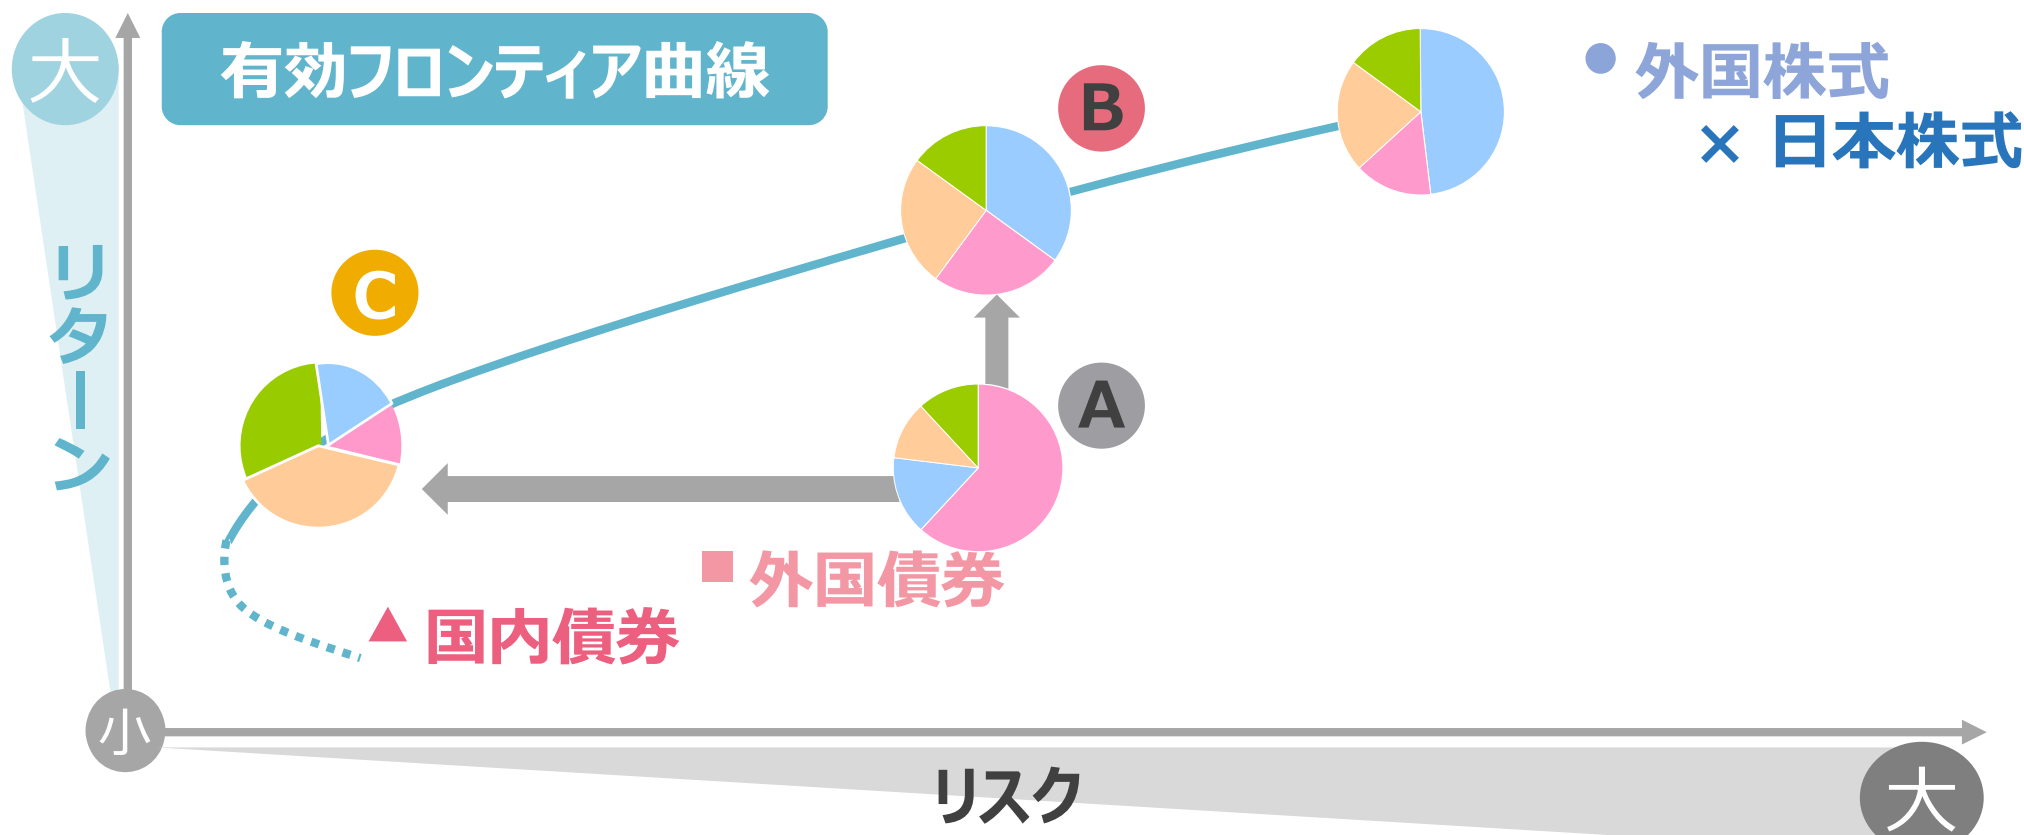 大
有効フロンティア曲線
B
● 外国株式
× 日本株式
リターン
C
A
■ 外国債券
▲ 国内債券
小
リスク
大